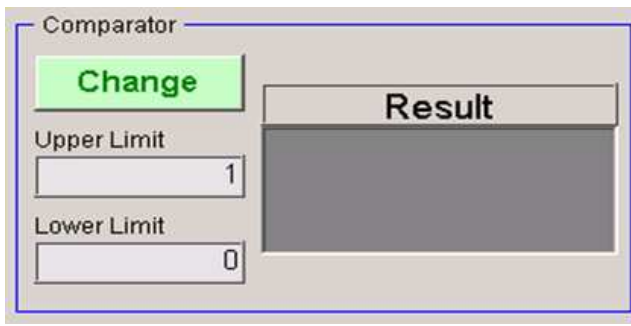 Comparator
Change
Result
Upper Limit
1
Lower Limit
0